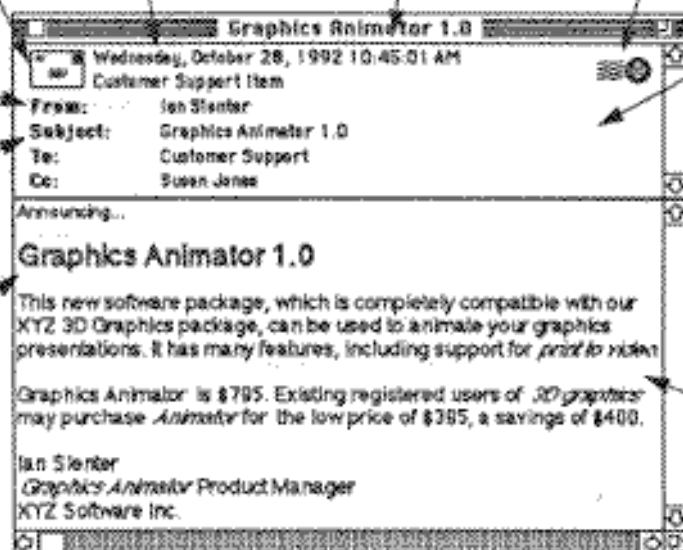 Graphics Animator 1.0
Wednesday, October 28, 1992 10:45:01 AM
Customer Support Item
From: Ian Slenter
Subject: Graphics Animator 1.0
To: Customer Support
Cc: Susan Jones
Announcing...
Graphics Animator 1.0
This new software package, which is completely compatible with our
XYZ 3D Graphics package, can be used to animate your graphics
presentations. It has many features, including support for print to video
Graphics Animator is $795. Existing registered users of 3D graphics
may purchase Animator for the low price of $395, a savings of $400.
Ian Slenter
Graphics Animator Product Manager
XYZ Software Inc.